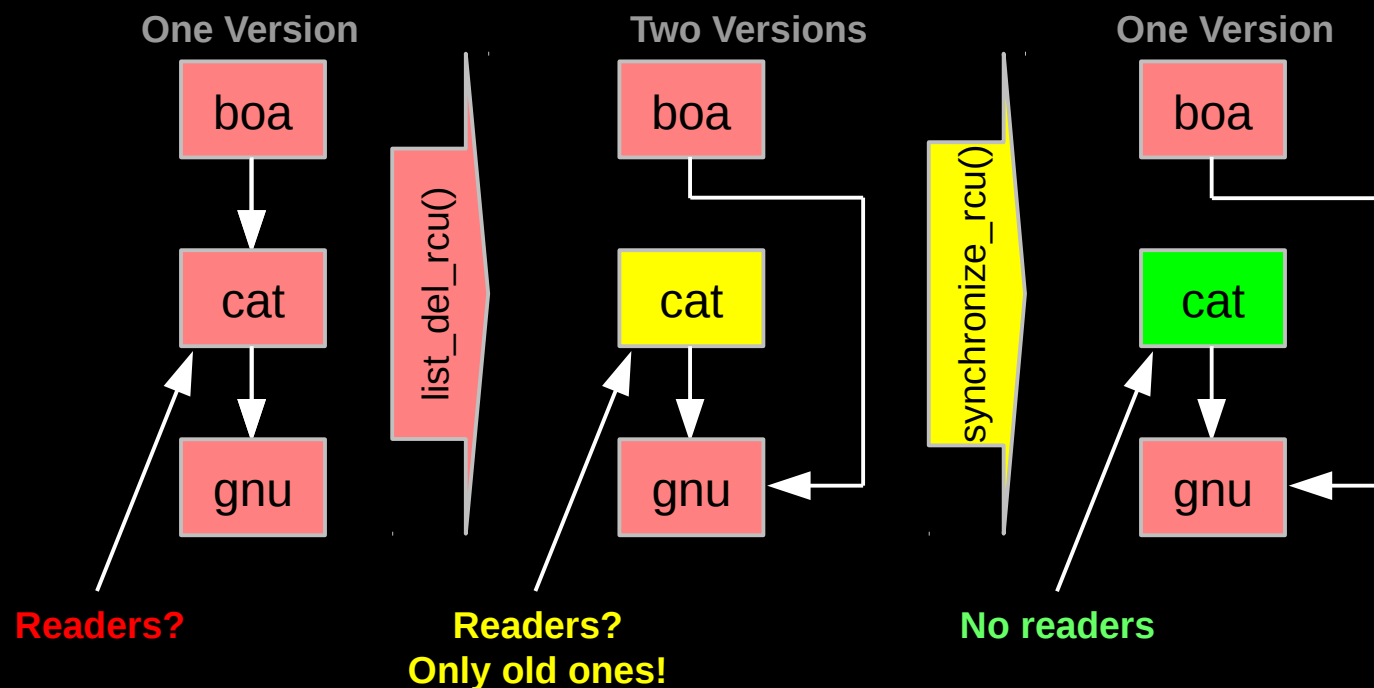 One Version
Two Versions
One Version
boa
boa
boa
list_del_rcu()
synchronize_rcu()
cat
cat
cat
gnu
gnu
gnu
Readers?
Readers?
Only old ones!
No readers